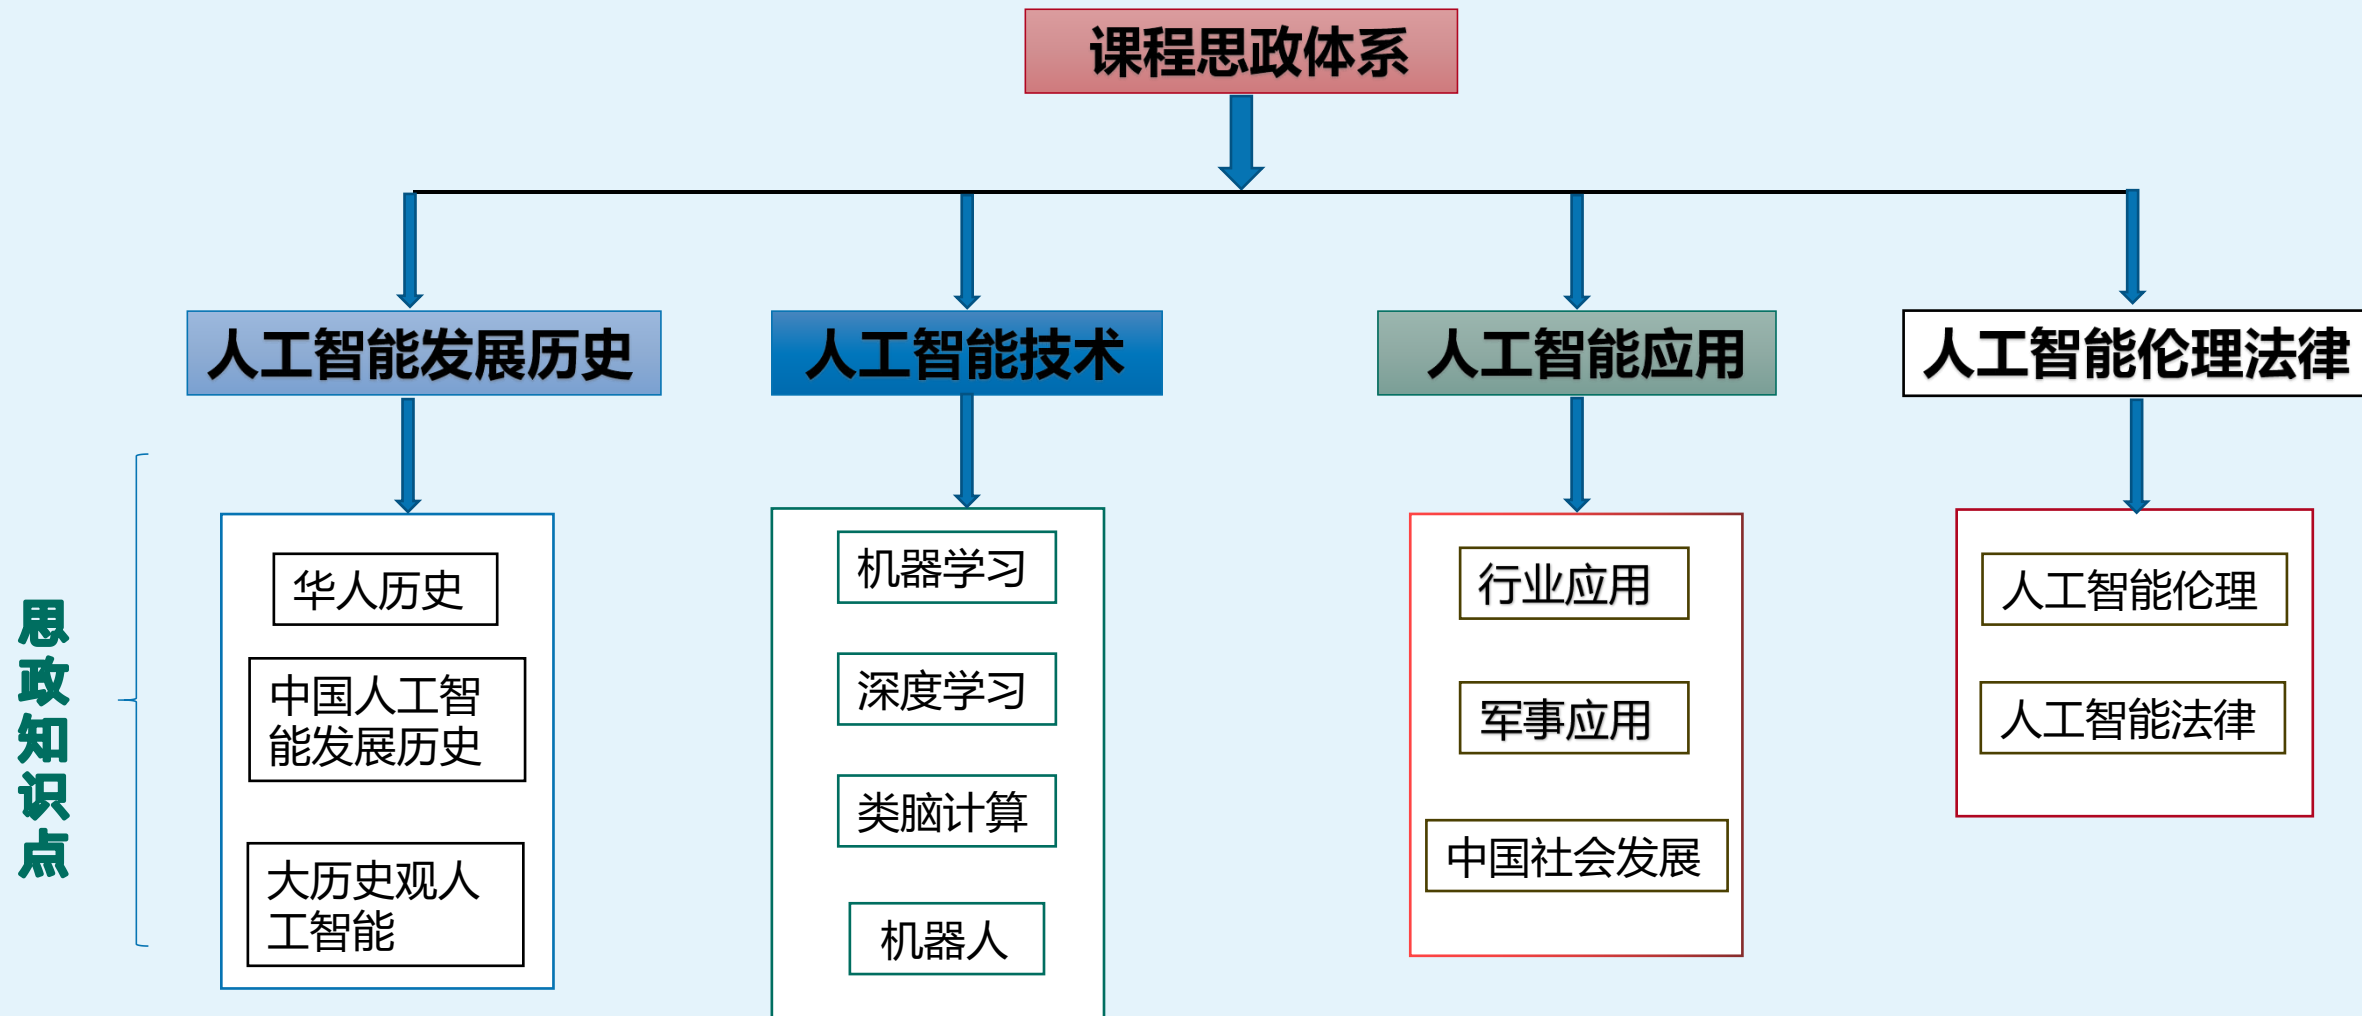 课程思政体系
人工智能发展历史
人工智能技术
人工智能应用
人工智能伦理法律
思政知识点
华人历史
中国人工智
能发展历史
大历史观人
工智能
机器学习
深度学习
类脑计算
机器人
行业应用
军事应用
中国社会发展
人工智能伦理
人工智能法律